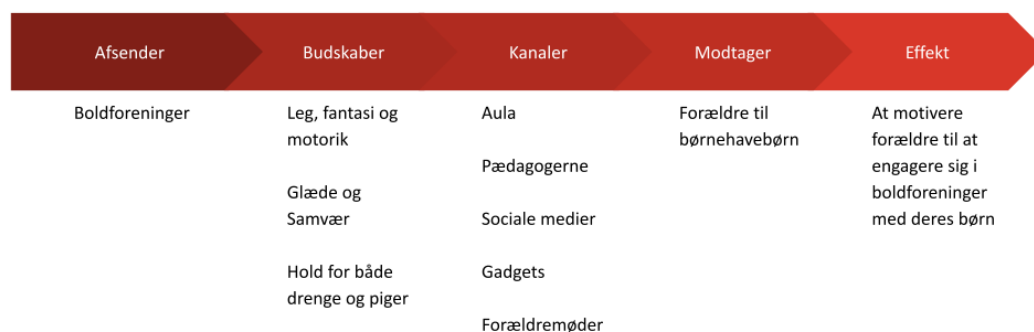 Afsender
Budskaber
Kanaler
Modtager
Effekt
Boldforeninger
Leg, fantasi og
motorik
Glæde og
Samvær
Hold for både
drenge og piger
Aula
Pædagogerne
Sociale medier
Gadgets
Forældremøder
Forældre til
børnehavebørn
At motivere
forældre til at
engagere sig i
boldforeninger
med deres børn